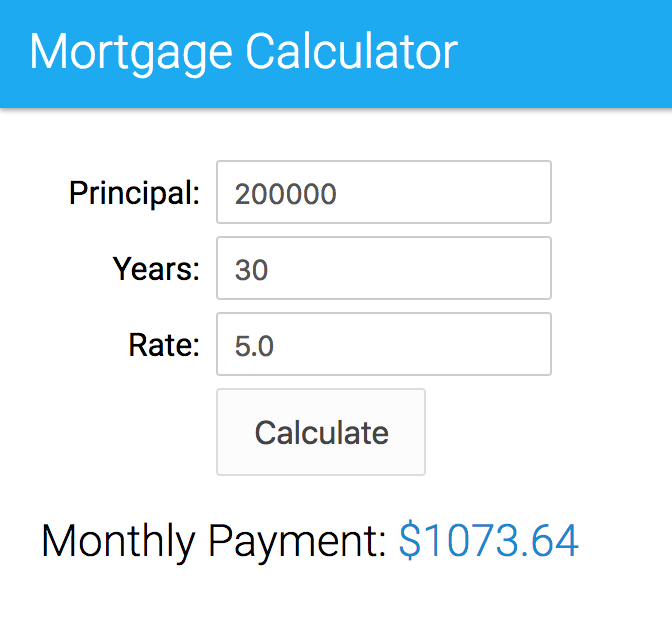 Mortgage Calculator
Principal: 200000
Years: 30
Rate: 5.0
Calculate
Monthly Payment: $1073.64